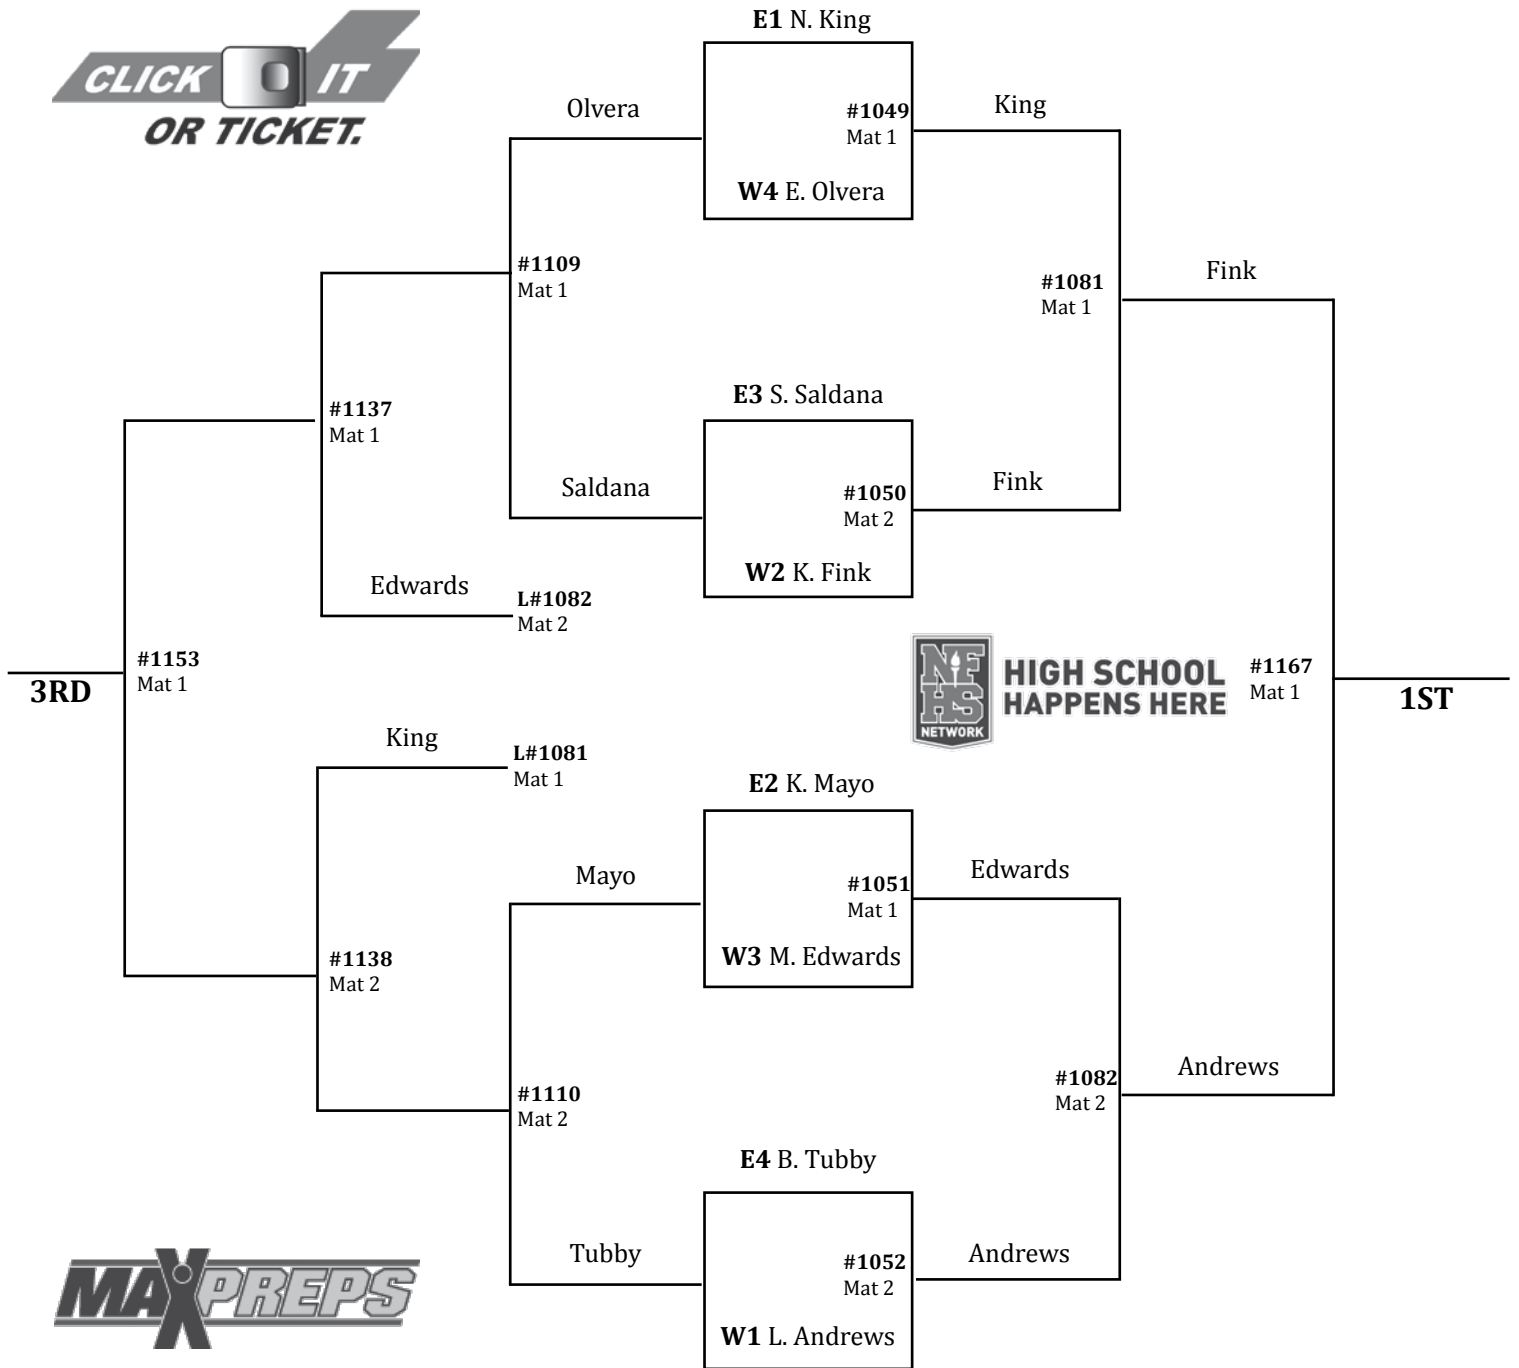 E1 N. King
CLICK IT
OR TICKET.
Olvera
#1049
Mat 1
King
W4 E. Olvera
#1109
Mat 1
#1081
Mat 1
Fink
E3 S. Saldana
#1137
Mat 1
Saldana
#1050
Mat 2
Fink
W2 K. Fink
Edwards
L#1082
Mat 2
#1153
Mat 1
3RD
NF
HS
NETWORK
HIGH SCHOOL
HAPPENS HERE
#1167
Mat 1
1ST
King
L#1081
Mat 1
E2 K. Mayo
Mayo
#1051
Mat 1
Edwards
W3 M. Edwards
#1138
Mat 2
#1110
Mat 2
#1082
Mat 2
Andrews
E4 B. Tubby
Tubby
#1052
Mat 2
Andrews
W1 L. Andrews
MAXPREPS